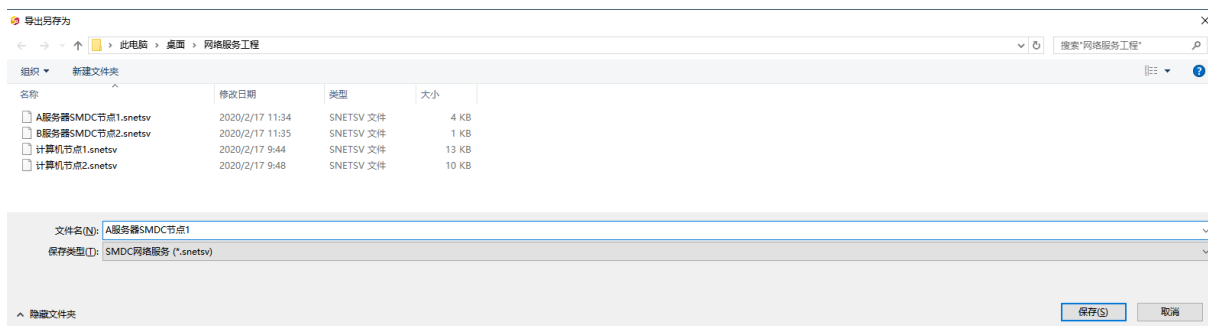 导出另存为
此电脑 › 桌面 › 网络服务工程 搜索"网络服务工程"
组织 新建文件夹
名称 修改日期 类型 大小
A服务器SMDC节点1.snetsv 2020/2/17 11:34 SNETSV 文件 4 KB
B服务器SMDC节点2.snetsv 2020/2/17 11:35 SNETSV 文件 1 KB
计算机节点1.snetsv 2020/2/17 9:44 SNETSV 文件 13 KB
计算机节点2.snetsv 2020/2/17 9:48 SNETSV 文件 10 KB
文件名(N): A服务器SMDC节点1
保存类型(T): SMDC网络服务 (*.snetsv)
隐藏文件夹 保存(S) 取消